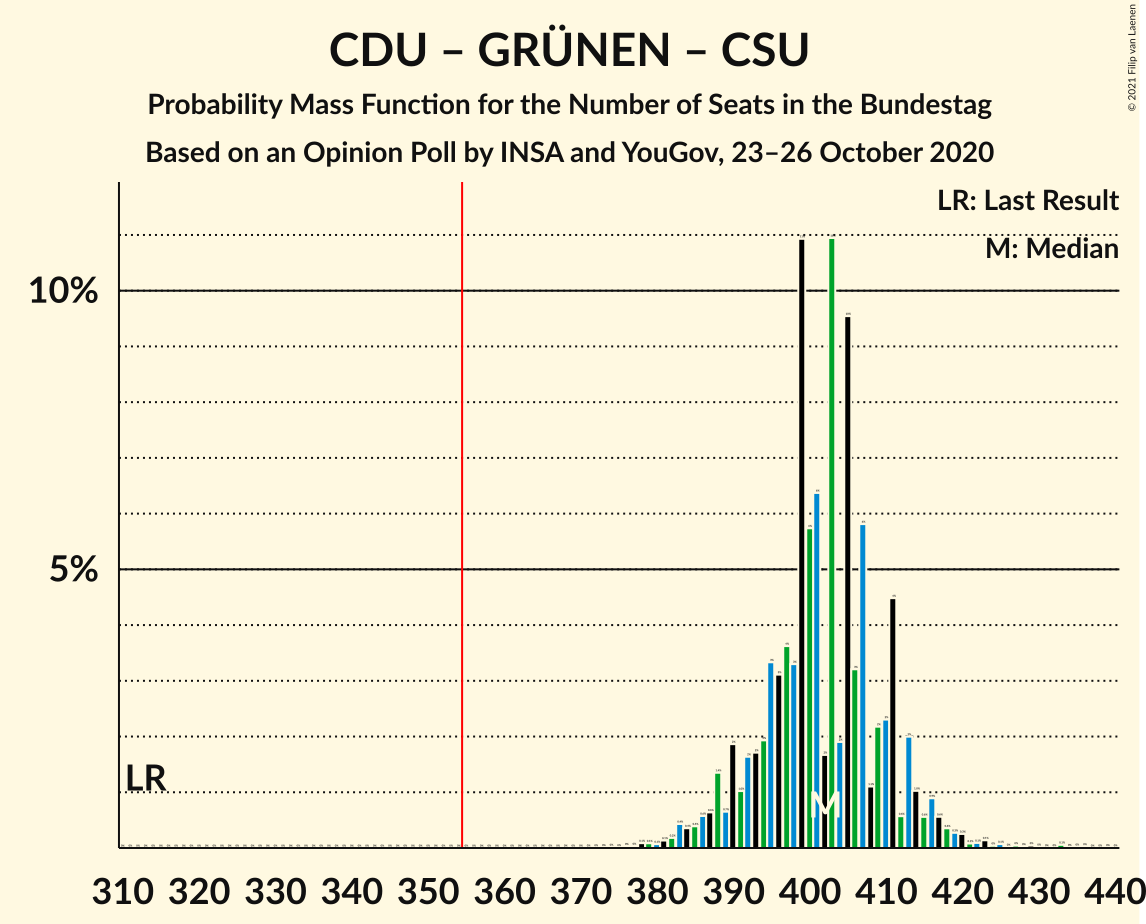 CDU – GRÜNEN – CSU
Probability Mass Function for the Number of Seats in the Bundestag
Based on an Opinion Poll by INSA and YouGov, 23–26 October 2020
© 2021 Filip van Laenen
LR: Last Result
M: Median
10%
5%
LR
M
310 320 330 340 350 360 370 380 390 400 410 420 430 440